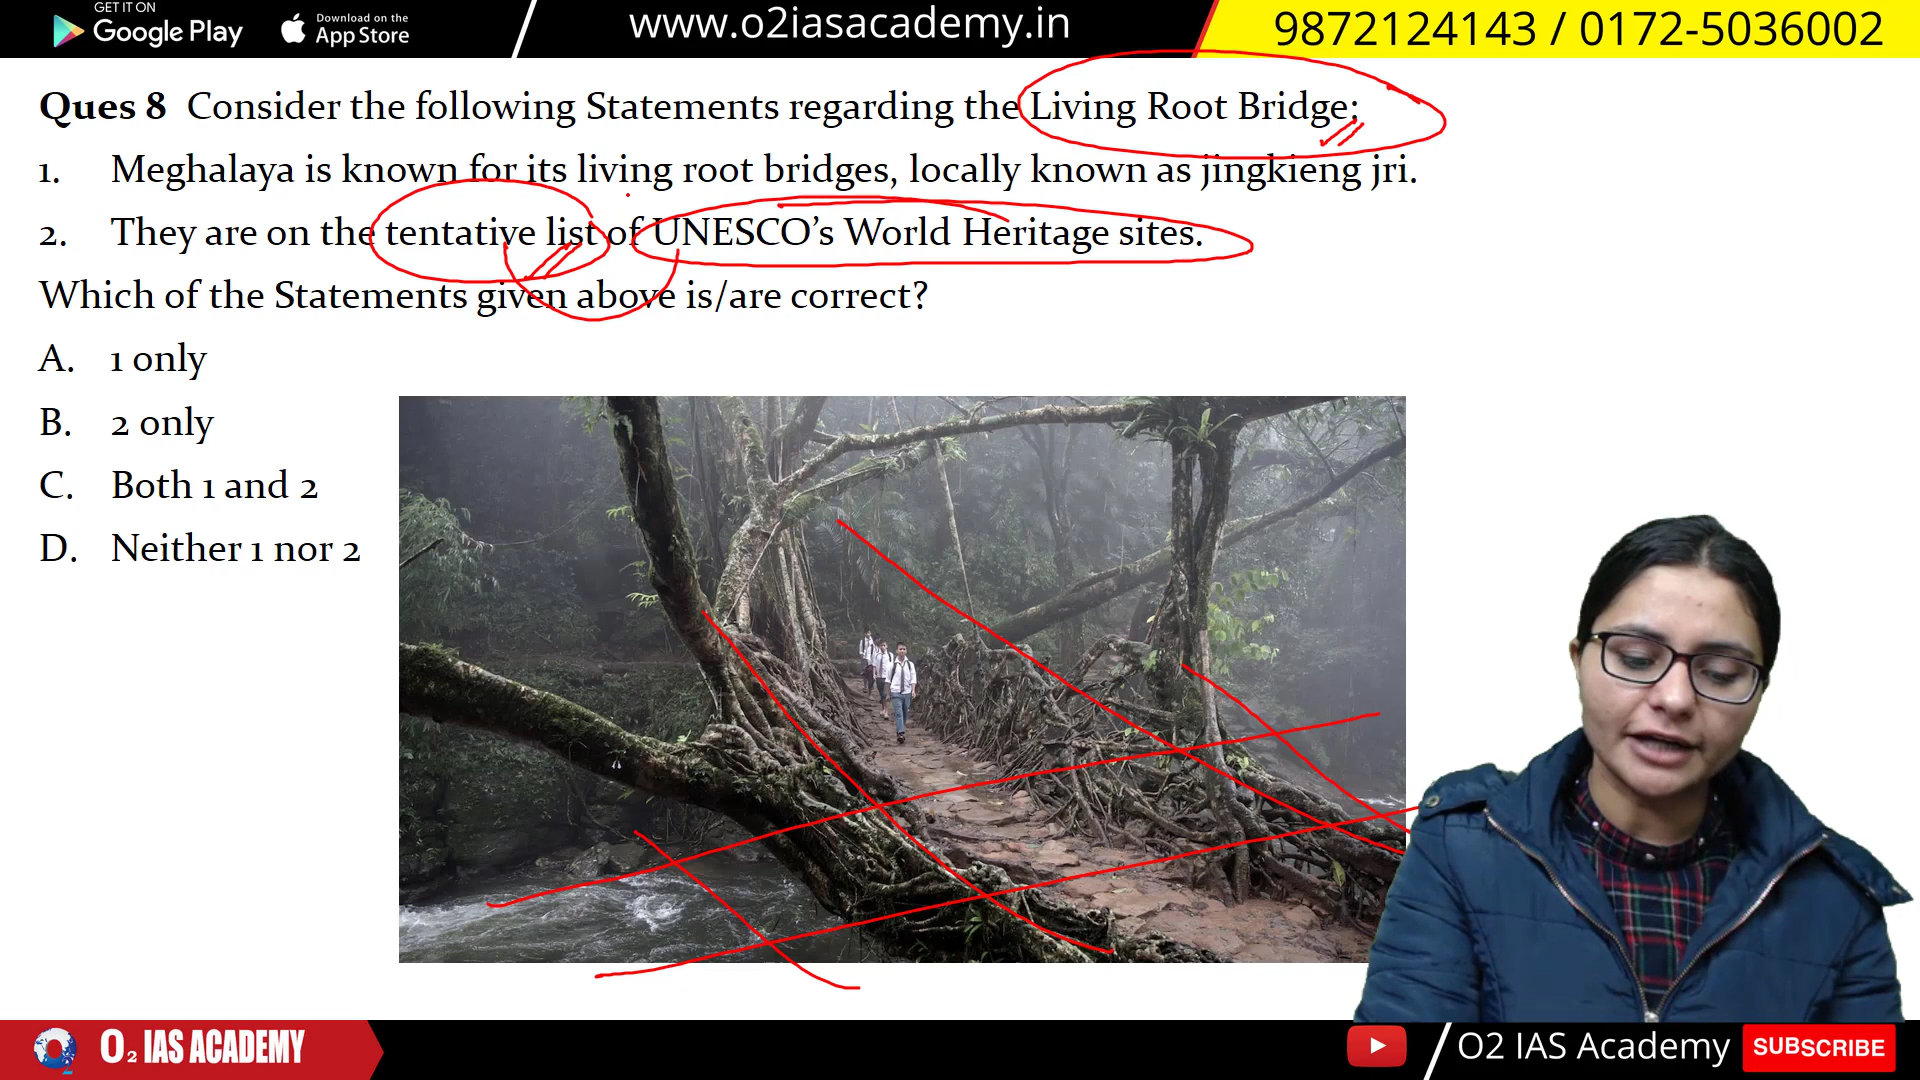 GET IT ON
Google Play
Download on the
App Store
www.o2iasacademy.in
9872124143 / 0172-5036002
Ques 8 Consider the following Statements regarding the Living Root Bridge;
1. Meghalaya is known for its living root bridges, locally known as jingkieng jri.
2. They are on the tentative list of UNESCO’s World Heritage sites.
Which of the Statements given above is/are correct?
A. 1 only
B. 2 only
C. Both 1 and 2
D. Neither 1 nor 2
O2 IAS ACADEMY
O2 IAS Academy
SUBSCRIBE